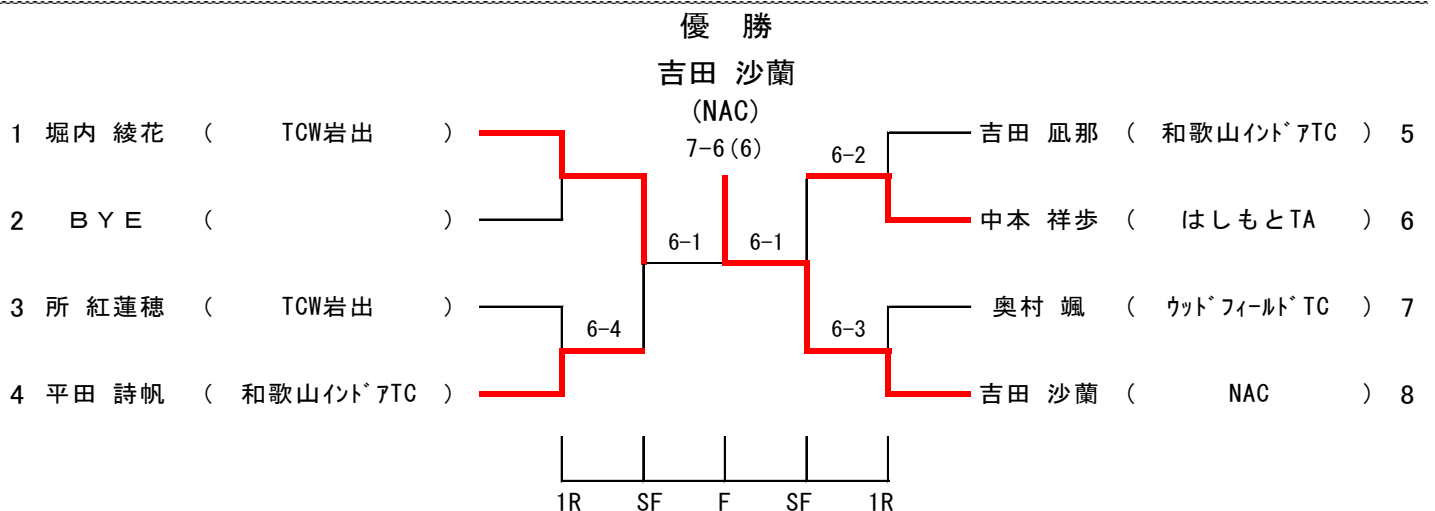 優 勝
吉田 沙蘭
(NAC)
7-6(6)
1 堀内 綾花 ( TCW岩出 )
2 ＢＹＥ ( )
3 所 紅蓮穂 ( TCW岩出 )
4 平田 詩帆 ( 和歌山ｲﾝﾄﾞｱTC )
6-4
6-1
6-1
6-2
6-3
吉田 凪那 ( 和歌山ｲﾝﾄﾞｱTC ) 5
中本 祥歩 ( はしもとTA ) 6
奥村 颯 ( ｳｯﾄﾞﾌｨｰﾙﾄﾞTC ) 7
吉田 沙蘭 ( NAC ) 8
1R SF F SF 1R